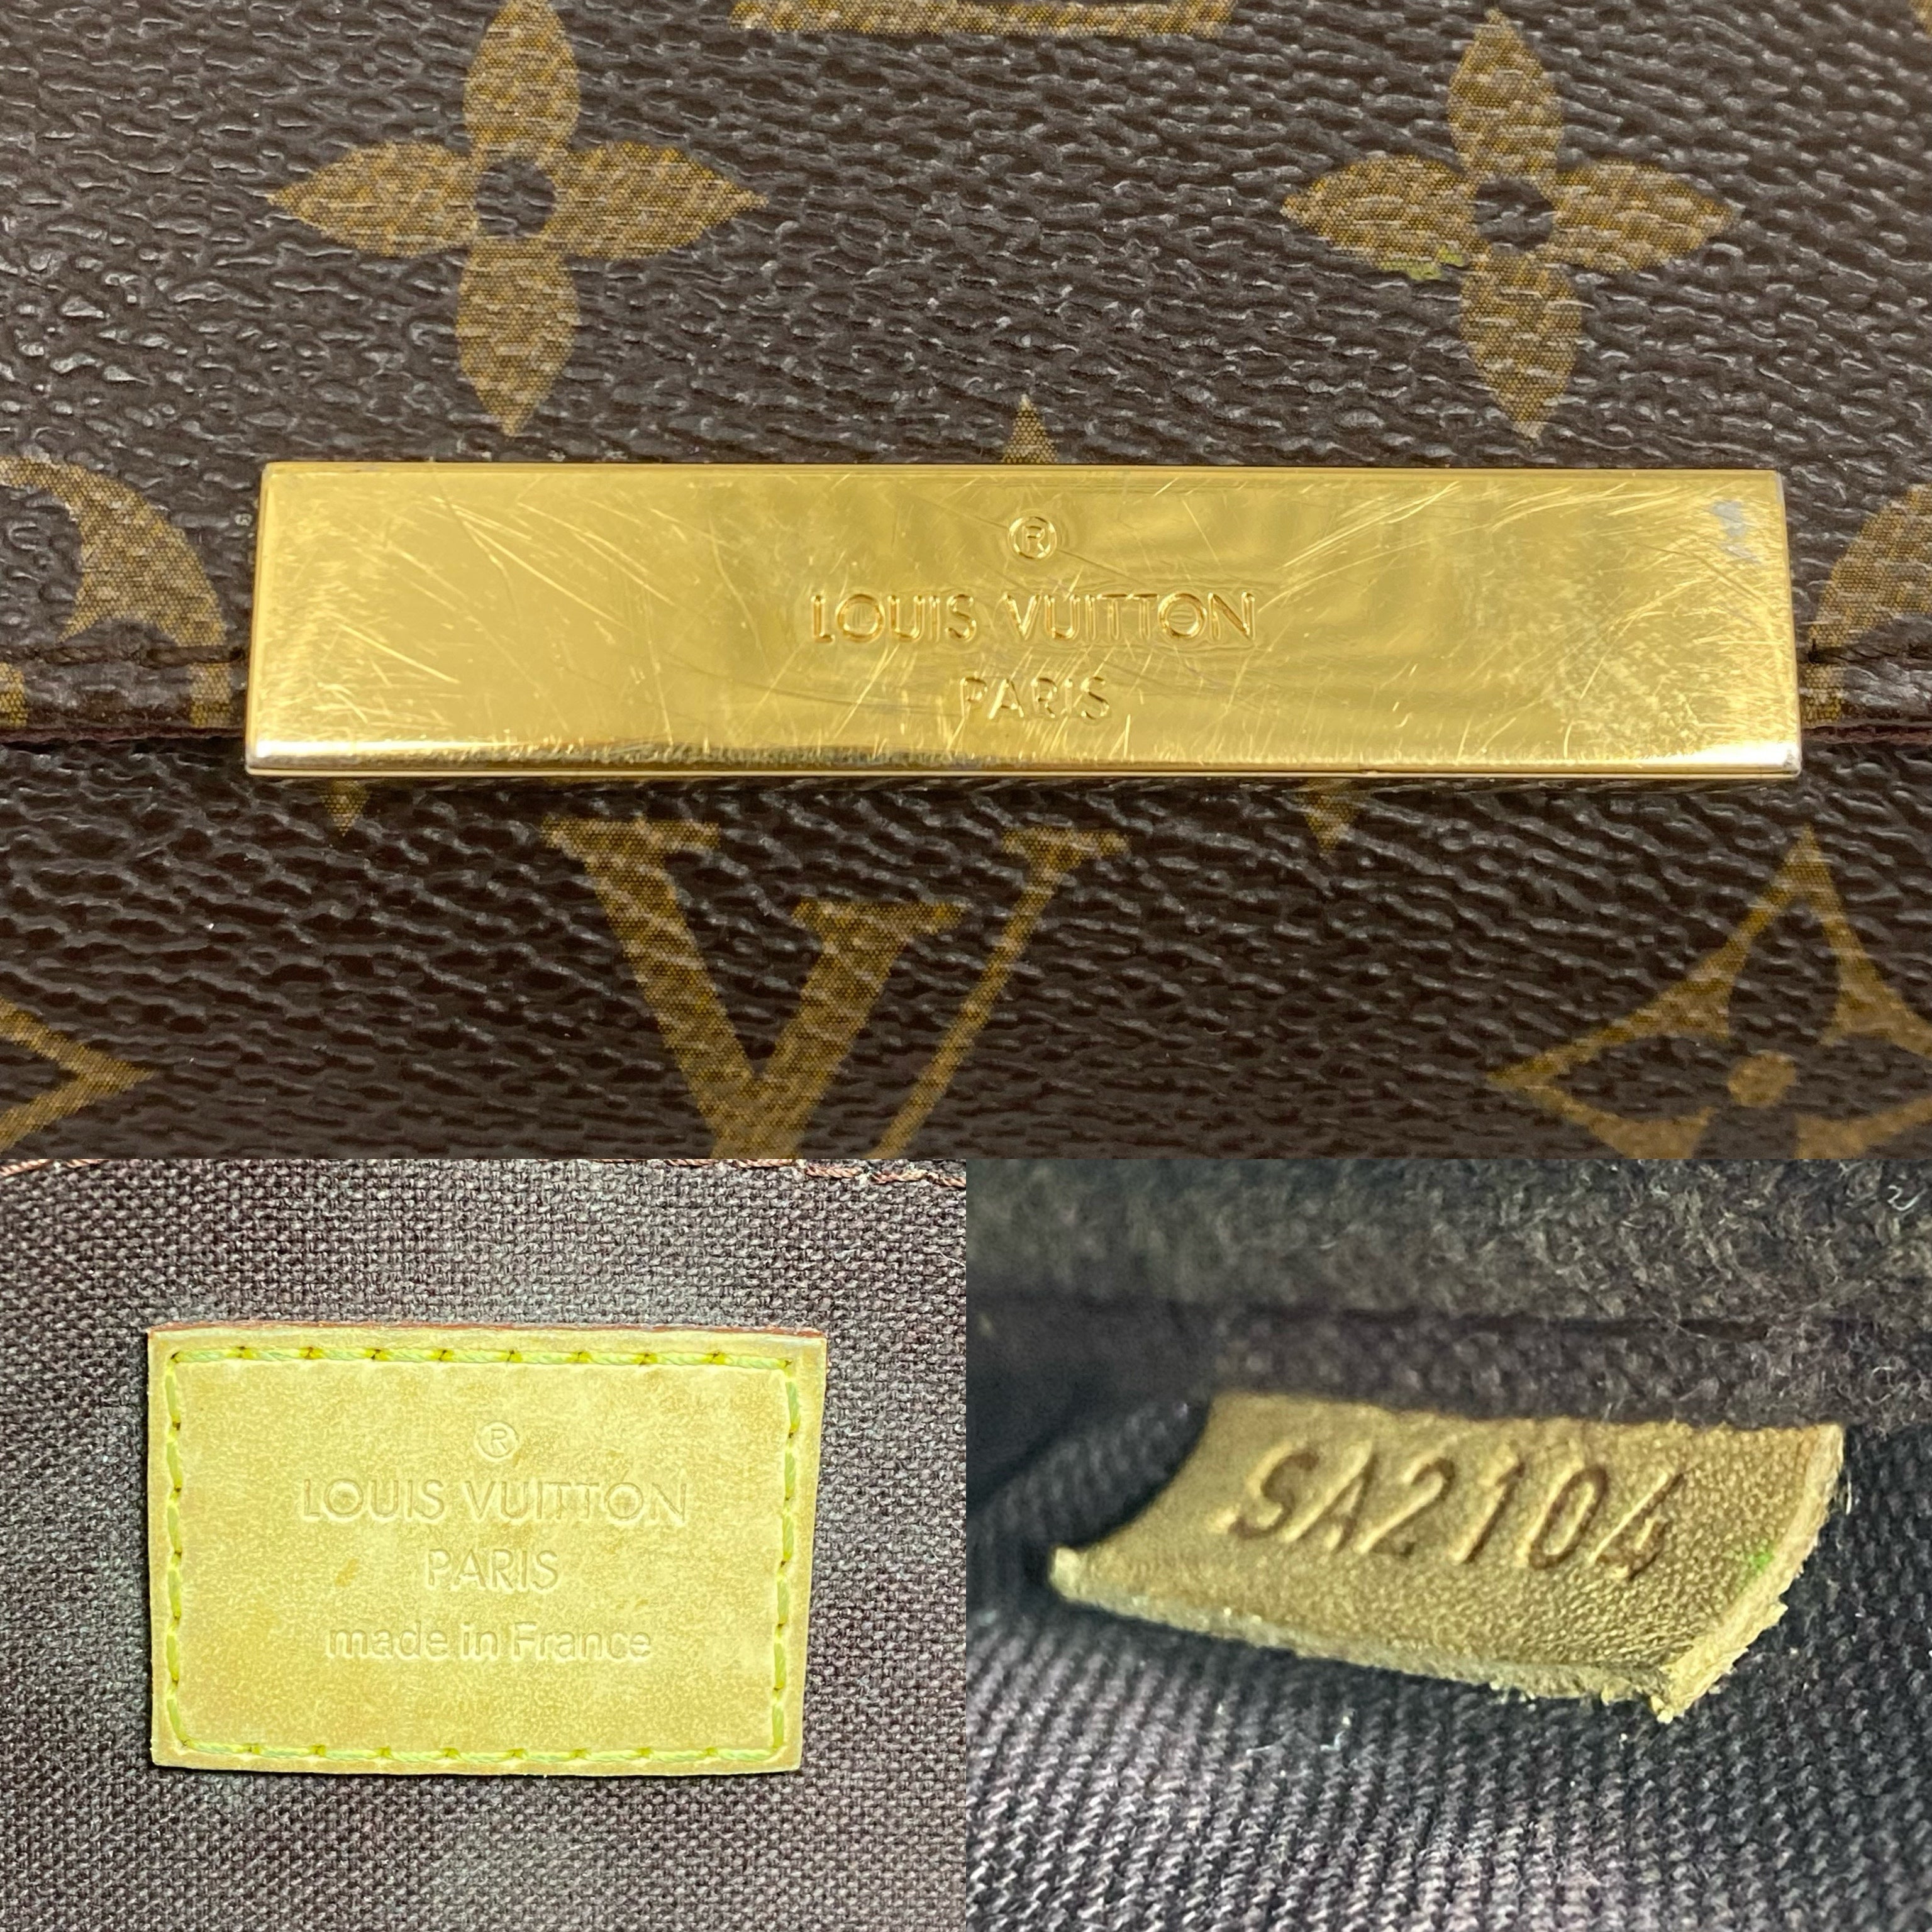 ®
LOUIS VUITTON
PARIS
®
LOUIS VUITTON
PARIS
made in France
SA2104